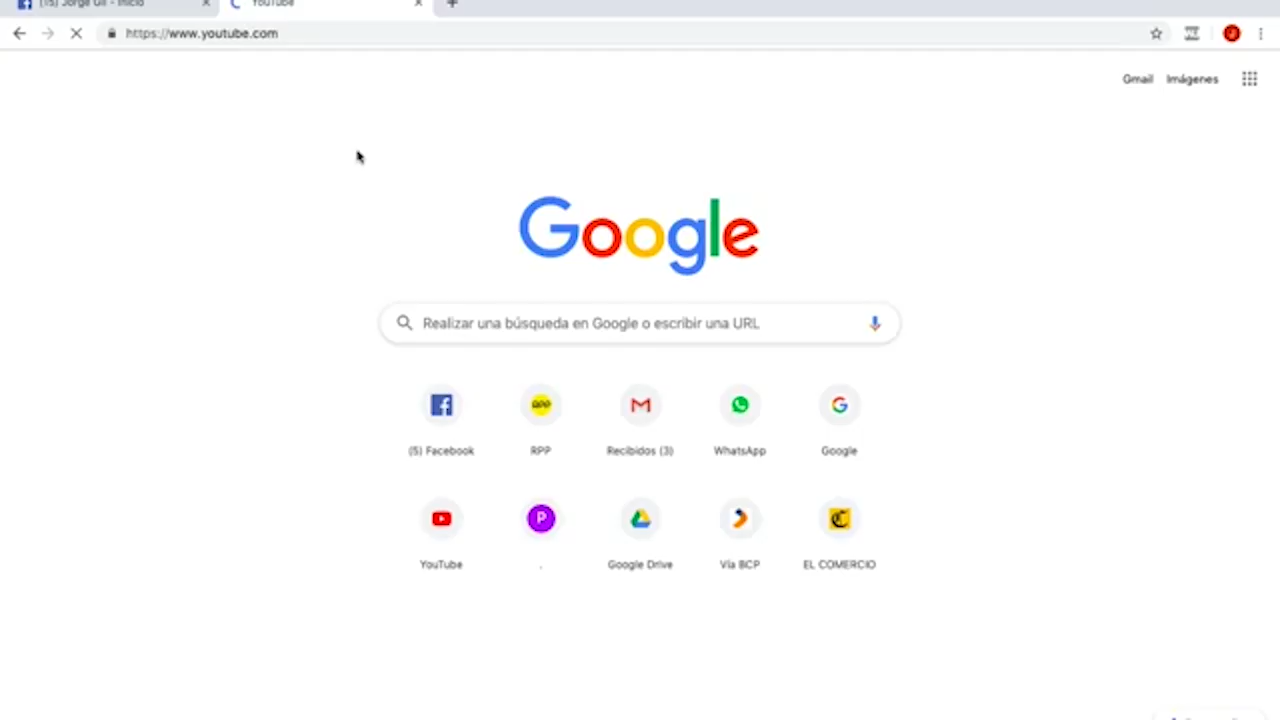 (15) Jorge Gil - Inicio
YouTube
https://www.youtube.com
Gmail Imágenes
Google
Realizar una búsqueda en Google o escribir una URL
(5) Facebook RPP Recibidos (3) WhatsApp Google
P
YouTube . Google Drive Vía BCP EL COMERCIO